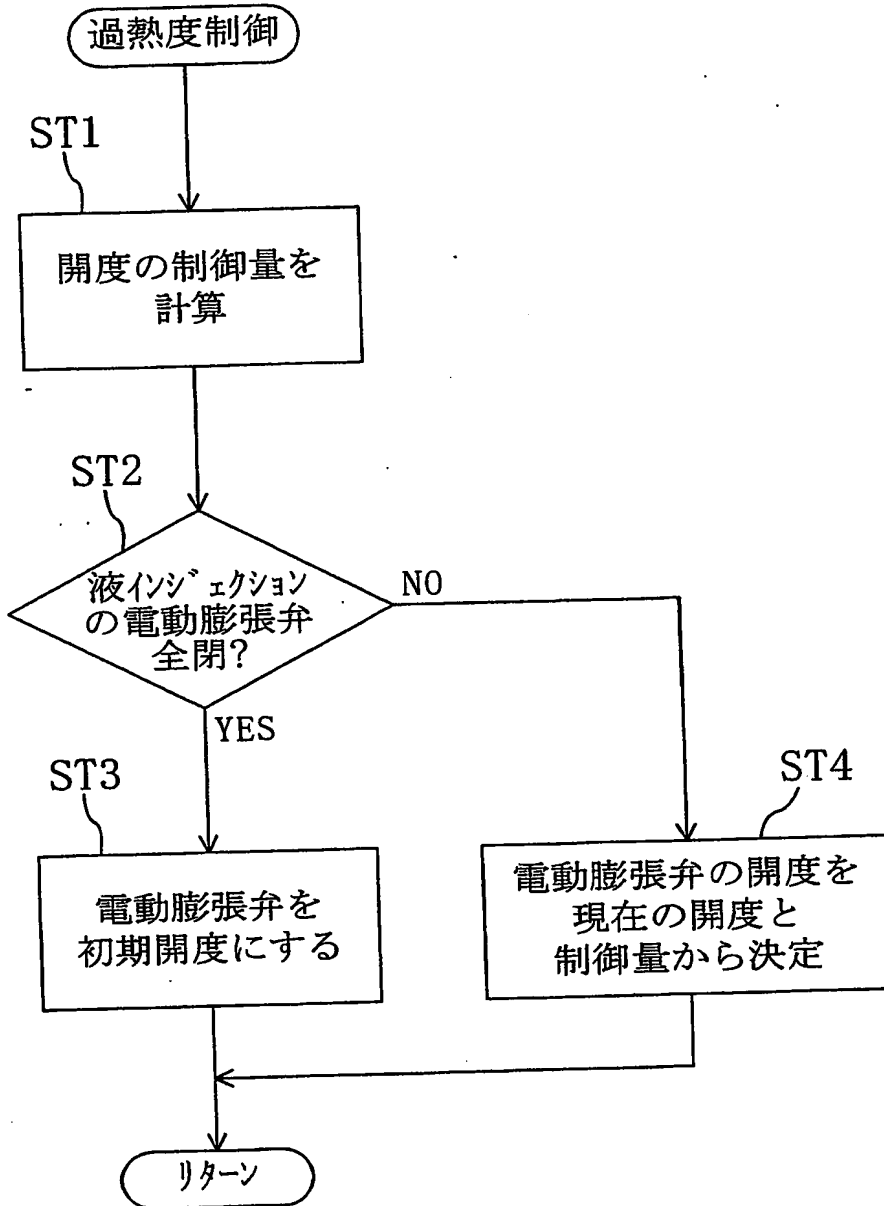 過熱度制御
ST1
開度の制御量を
計算
ST2
液インジェクション
の電動膨張弁
全閉?
NO
YES
ST3
電動膨張弁を
初期開度にする
ST4
電動膨張弁の開度を
現在の開度と
制御量から決定
リターン